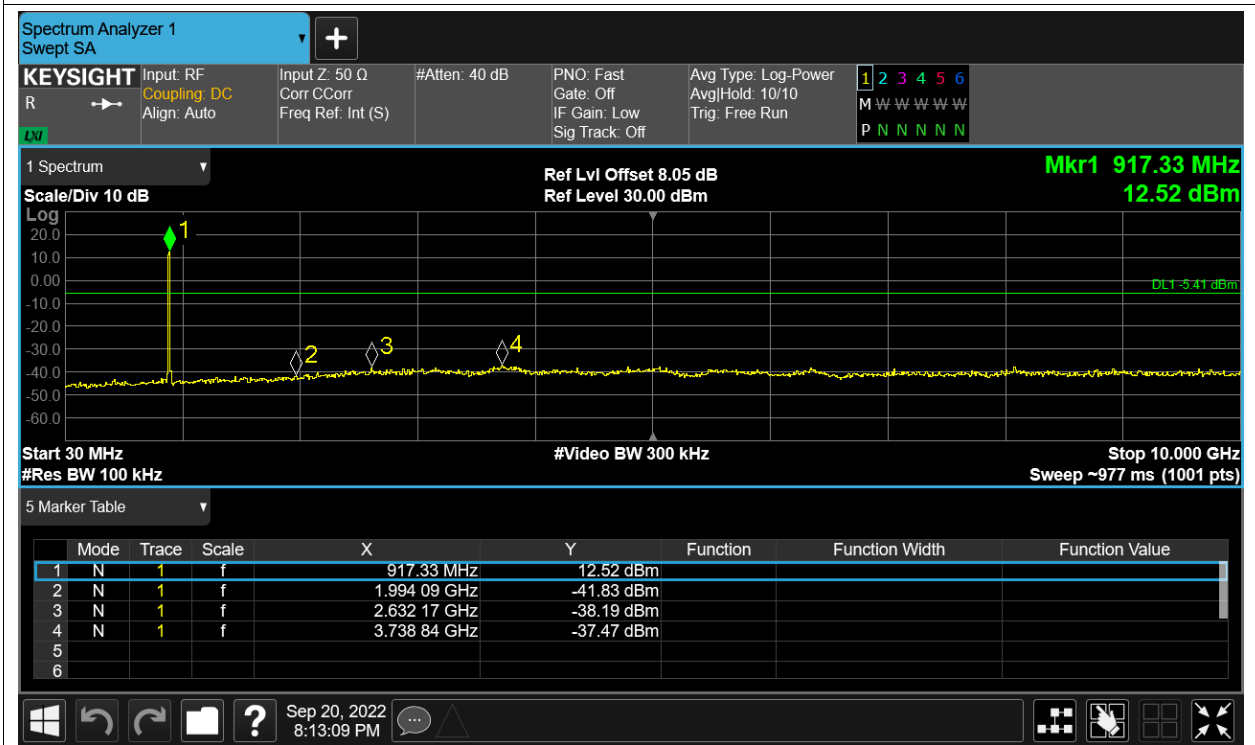 Spectrum Analyzer 1
Swept SA
KEYSIGHT Input: RF Input Z: 50 Ω #Atten: 40 dB PNO: Fast Avg Type: Log-Power 1 2 3 4 5 6
R Coupling: DC Corr CCorr Gate: Off Avg|Hold: 10/10 M W W W W W
Align: Auto Freq Ref: Int (S) IF Gain: Low Trig: Free Run
LXI Sig Track: Off P N N N N N
1 Spectrum Ref Lvl Offset 8.05 dB Mkr1 917.33 MHz
Scale/Div 10 dB Ref Level 30.00 dBm 12.52 dBm
Log
20.0 1
10.0
0.00 DL1 -5.41 dBm
-10.0
-20.0
-30.0 2 3 4
-40.0
-50.0
-60.0
Start 30 MHz #Video BW 300 kHz Stop 10.000 GHz
#Res BW 100 kHz Sweep ~977 ms (1001 pts)
5 Marker Table
Mode Trace Scale X Y Function Function Width Function Value
1 N 1 f 917.33 MHz 12.52 dBm
2 N 1 f 1.994 09 GHz -41.83 dBm
3 N 1 f 2.632 17 GHz -38.19 dBm
4 N 1 f 3.738 84 GHz -37.47 dBm
5
6
? Sep 20, 2022
8:13:09 PM